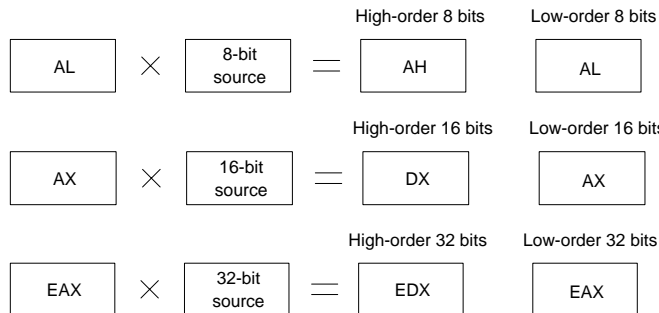 High-order 8 bits Low-order 8 bits
AL × 8-bit source = AH AL
High-order 16 bits Low-order 16 bits
AX × 16-bit source = DX AX
High-order 32 bits Low-order 32 bits
EAX × 32-bit source = EDX EAX